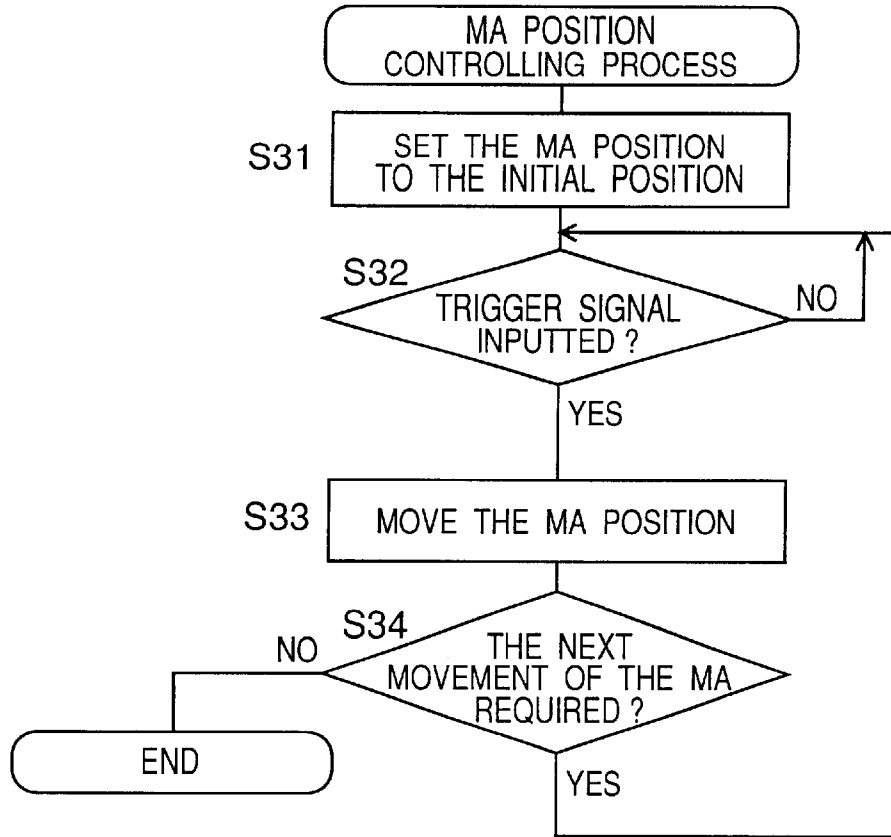 MA POSITION
CONTROLLING PROCESS
S31
SET THE MA POSITION
TO THE INITIAL POSITION
S32
TRIGGER SIGNAL
INPUTTED ?
NO
YES
S33
MOVE THE MA POSITION
S34
NO
THE NEXT
MOVEMENT OF THE MA
REQUIRED ?
END
YES